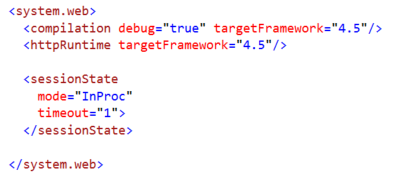 <system.web>
<compilation debug="true" targetFramework="4.5"/>
<httpRuntime targetFramework="4.5"/>
<sessionState
mode="InProc"
timeout="1">
</sessionState>
</system.web>